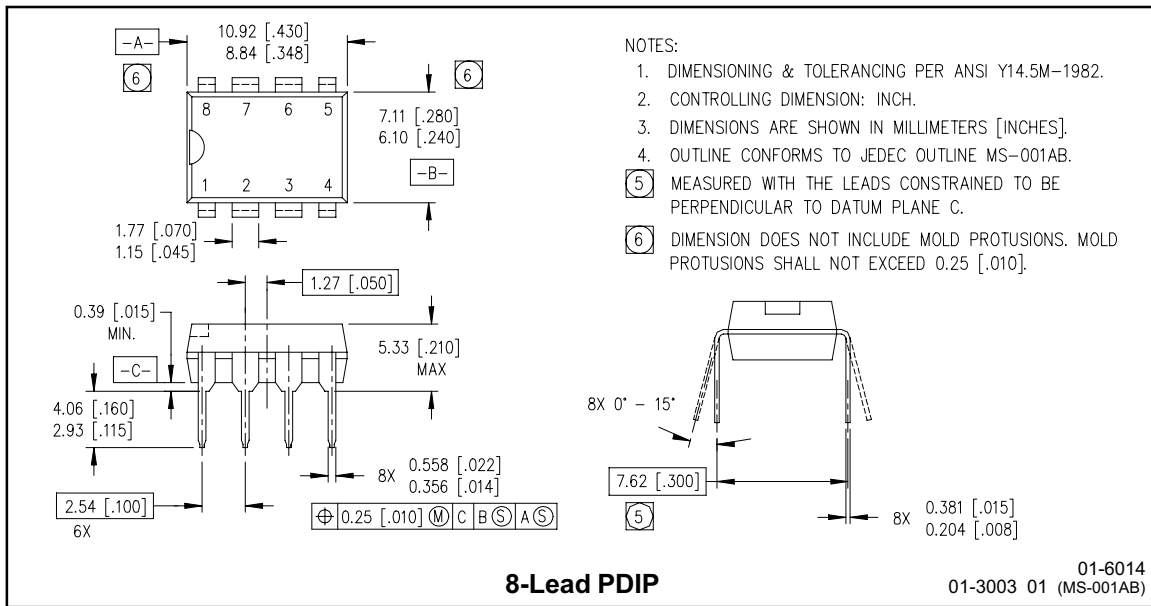 -A-
10.92 [.430]
8.84 [.348]
6
6
8 7 6 5
1 2 3 4
7.11 [.280]
6.10 [.240]
-B-
1.77 [.070]
1.15 [.045]
1.27 [.050]
0.39 [.015]
MIN.
-C-
5.33 [.210]
MAX
4.06 [.160]
2.93 [.115]
8X 0.558 [.022]
0.356 [.014]
2.54 [.100]
6X
⌖ 0.25 [.010] Ⓜ C B Ⓢ A Ⓢ
NOTES:
1. DIMENSIONING & TOLERANCING PER ANSI Y14.5M-1982.
2. CONTROLLING DIMENSION: INCH.
3. DIMENSIONS ARE SHOWN IN MILLIMETERS [INCHES].
4. OUTLINE CONFORMS TO JEDEC OUTLINE MS-001AB.
5 MEASURED WITH THE LEADS CONSTRAINED TO BE
PERPENDICULAR TO DATUM PLANE C.
6 DIMENSION DOES NOT INCLUDE MOLD PROTUSIONS. MOLD
PROTUSIONS SHALL NOT EXCEED 0.25 [.010].
8X 0° - 15°
7.62 [.300]
5
8X 0.381 [.015]
0.204 [.008]
8-Lead PDIP
01-6014
01-3003 01 (MS-001AB)